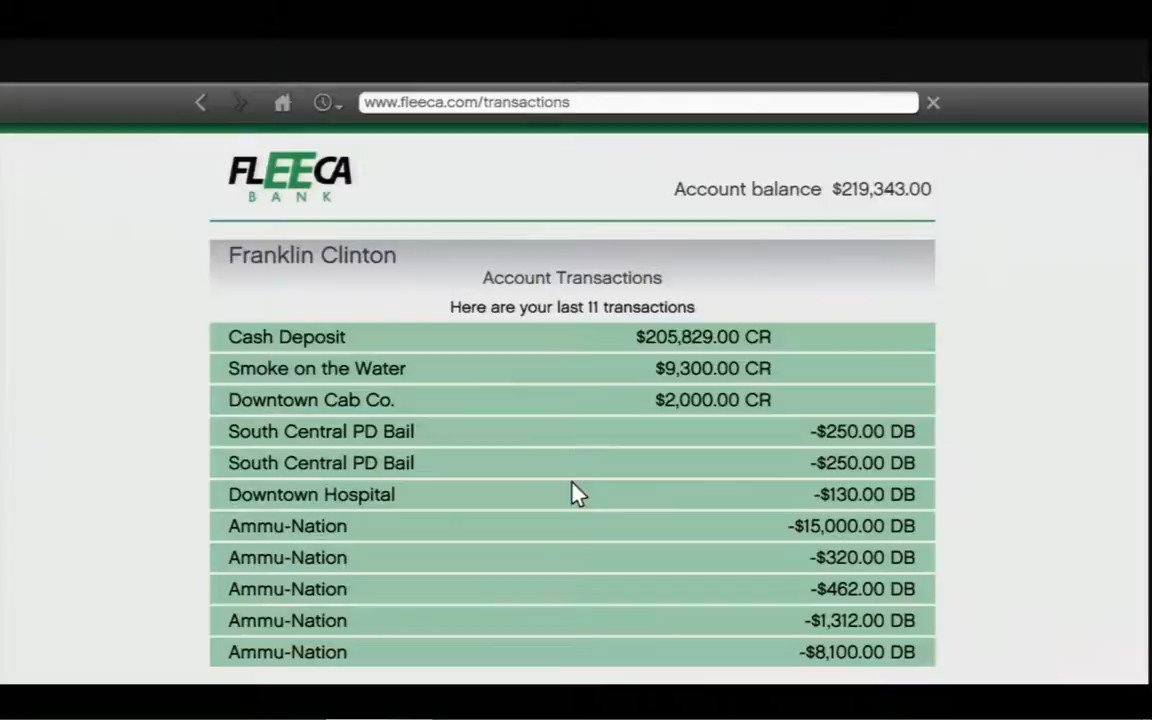 www.fleeca.com/transactions
FLEECA
BANK
Account balance $219,343.00
Franklin Clinton
Account Transactions
Here are your last 11 transactions
Cash Deposit $205,829.00 CR
Smoke on the Water $9,300.00 CR
Downtown Cab Co. $2,000.00 CR
South Central PD Bail -$250.00 DB
South Central PD Bail -$250.00 DB
Downtown Hospital -$130.00 DB
Ammu-Nation -$15,000.00 DB
Ammu-Nation -$320.00 DB
Ammu-Nation -$462.00 DB
Ammu-Nation -$1,312.00 DB
Ammu-Nation -$8,100.00 DB